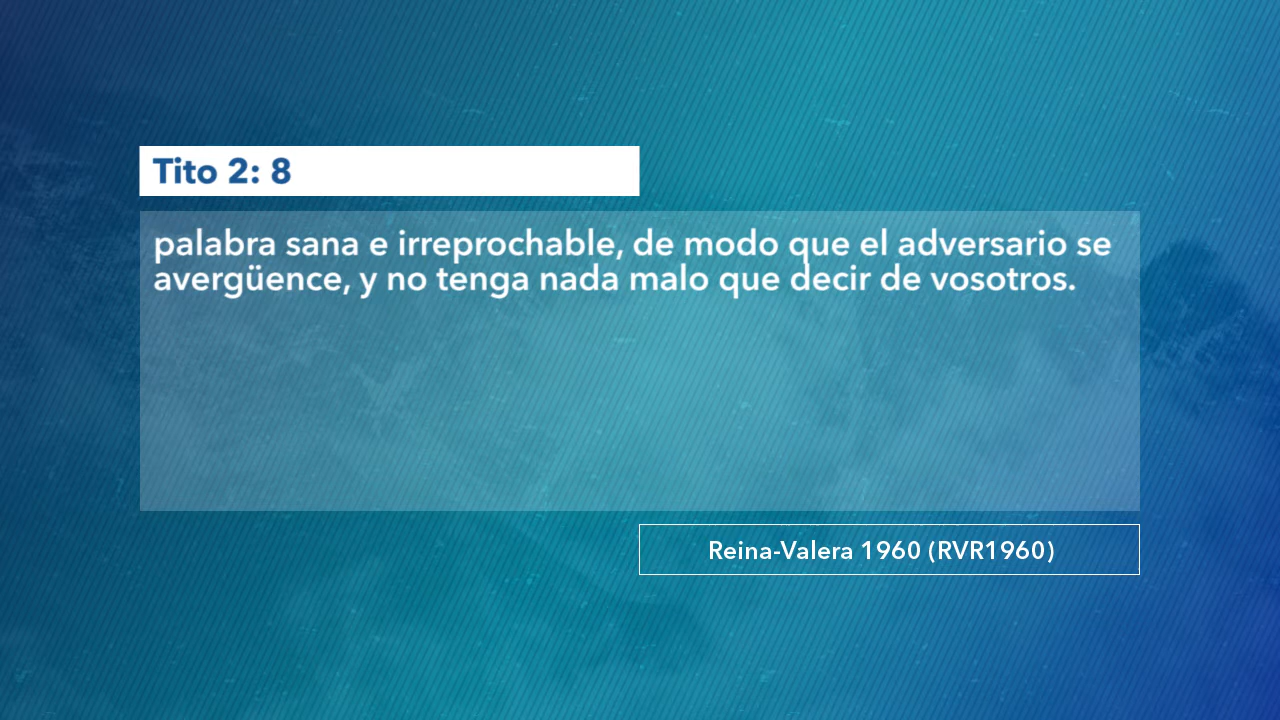 Tito 2: 8
palabra sana e irreprochable, de modo que el adversario se
avergüence, y no tenga nada malo que decir de vosotros.
Reina-Valera 1960 (RVR1960)